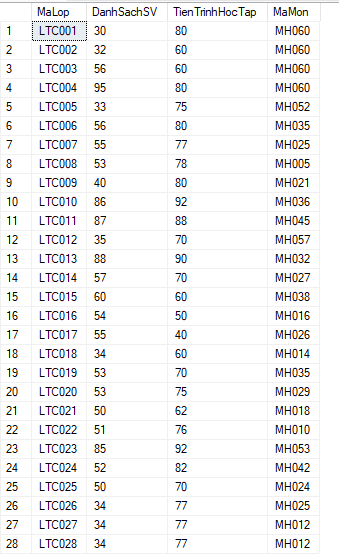 MaLop DanhSachSV TienTrinhHocTap MaMon
1 LTC001 30 80 MH060
2 LTC002 32 60 MH060
3 LTC003 56 60 MH060
4 LTC004 95 80 MH060
5 LTC005 33 75 MH052
6 LTC006 56 80 MH035
7 LTC007 55 77 MH025
8 LTC008 53 78 MH005
9 LTC009 40 80 MH021
10 LTC010 86 92 MH036
11 LTC011 87 88 MH045
12 LTC012 35 70 MH057
13 LTC013 88 90 MH032
14 LTC014 57 70 MH027
15 LTC015 60 60 MH038
16 LTC016 54 50 MH016
17 LTC017 55 40 MH026
18 LTC018 34 60 MH014
19 LTC019 53 70 MH035
20 LTC020 53 75 MH029
21 LTC021 50 62 MH018
22 LTC022 51 76 MH010
23 LTC023 85 92 MH053
24 LTC024 52 82 MH042
25 LTC025 50 70 MH024
26 LTC026 34 77 MH025
27 LTC027 34 77 MH012
28 LTC028 34 77 MH012